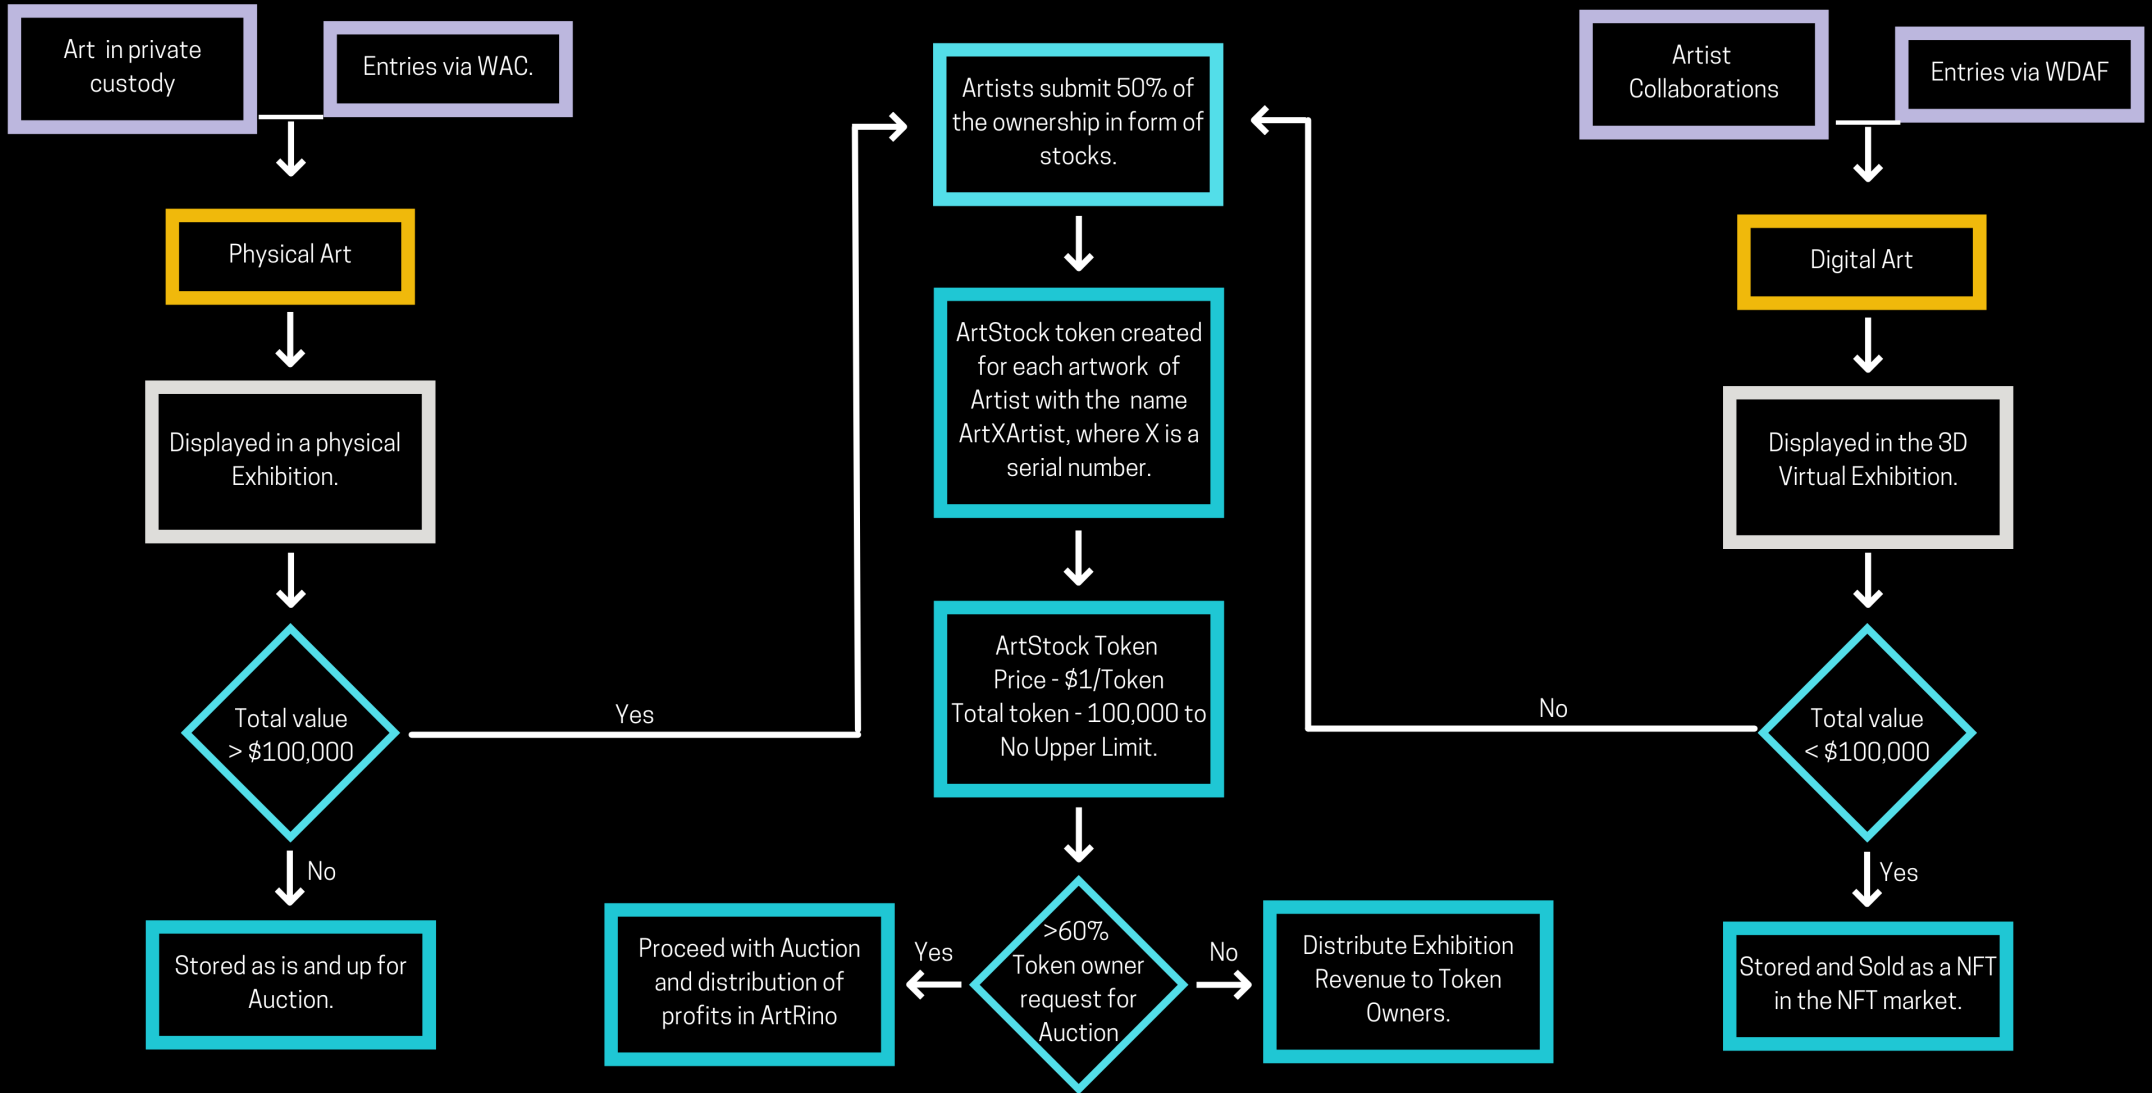 Art in private
custody
Entries via WAC.
Physical Art
Displayed in a physical
Exhibition.
Total value
> $100,000
Yes
No
Stored as is and up for
Auction.
Artists submit 50% of
the ownership in form of
stocks.
ArtStock token created
for each artwork of
Artist with the name
ArtXArtist, where X is a
serial number.
ArtStock Token
Price - $1/Token
Total token - 100,000 to
No Upper Limit.
>60%
Token owner
request for
Auction
Yes
Proceed with Auction
and distribution of
profits in ArtRino
No
Distribute Exhibition
Revenue to Token
Owners.
Artist
Collaborations
Entries via WDAF
Digital Art
Displayed in the 3D
Virtual Exhibition.
Total value
< $100,000
No
Yes
Stored and Sold as a NFT
in the NFT market.